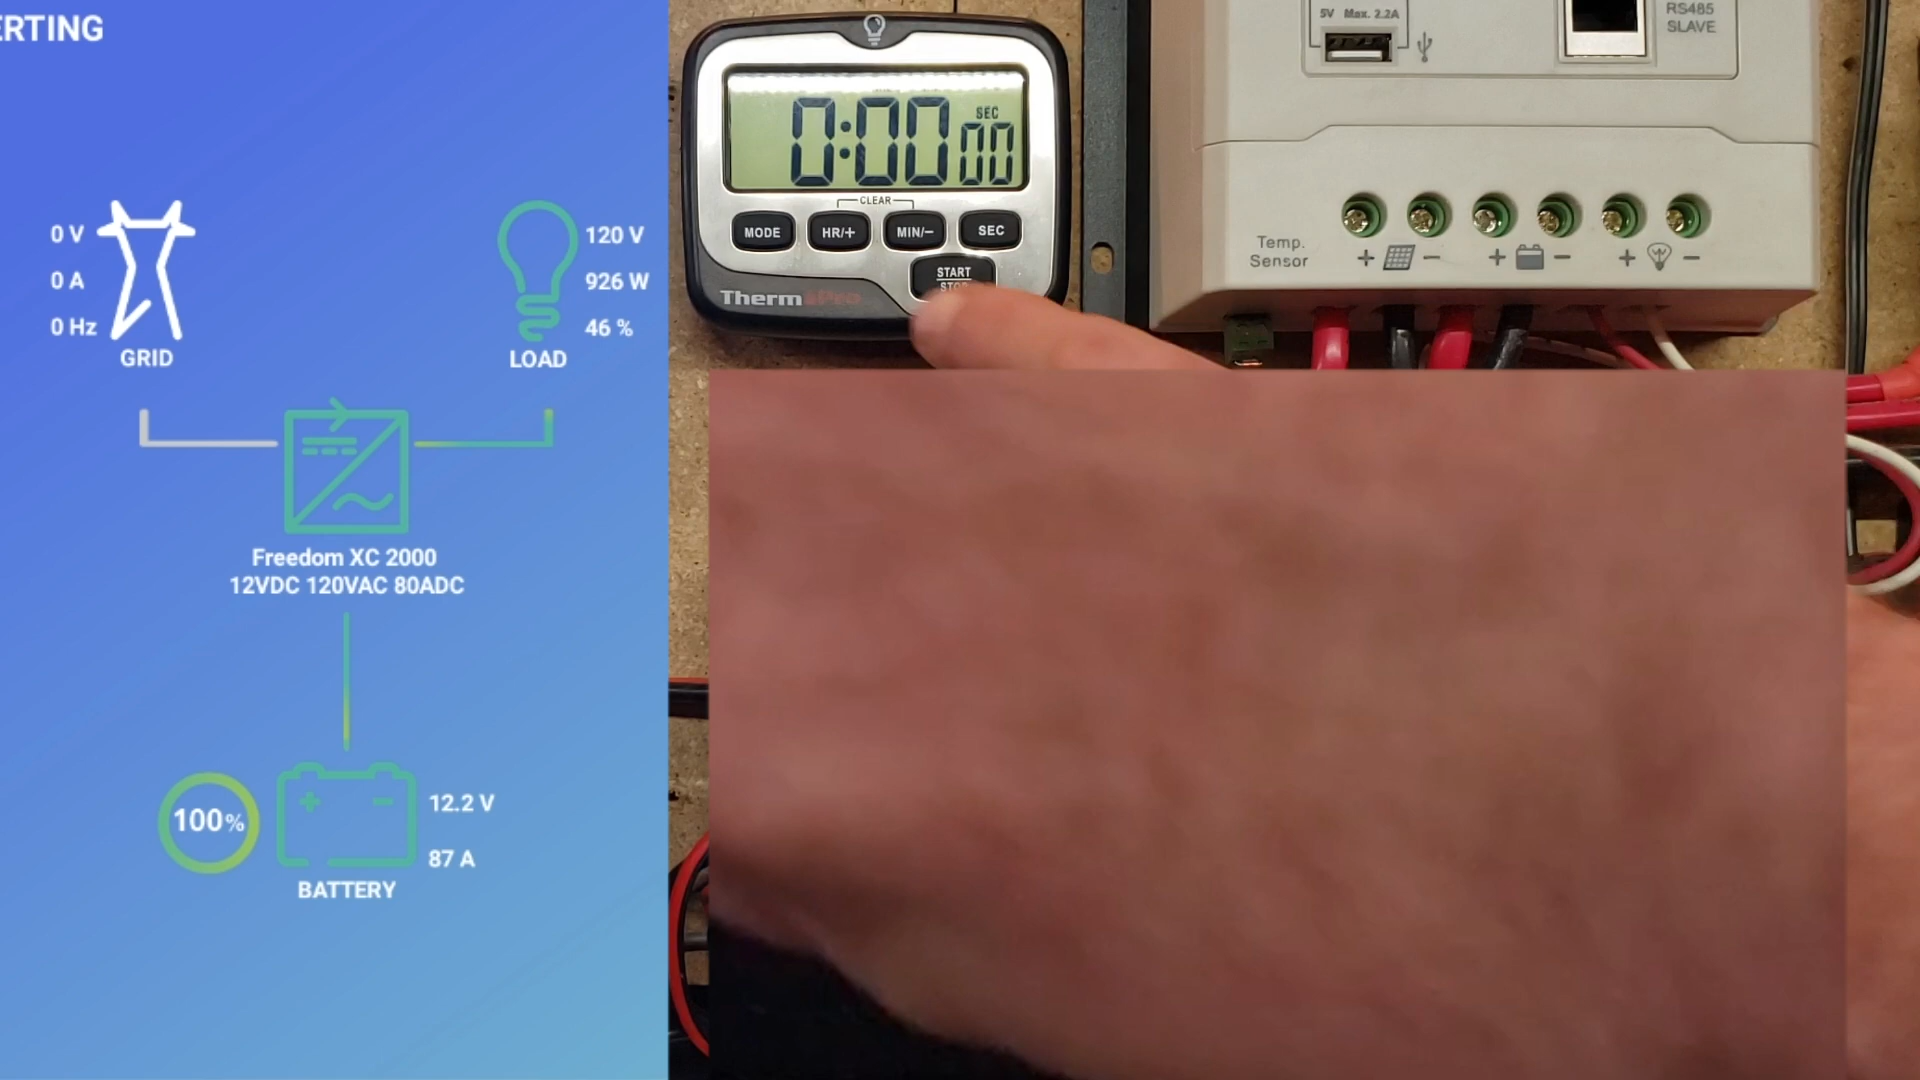 ERTING
0 V
0 A
0 Hz
GRID
120 V
926 W
46 %
LOAD
Freedom XC 2000
12VDC 120VAC 80ADC
100%
12.2 V
87 A
BATTERY
SEC
0:00 00
CLEAR
MODE
HR/+
MIN/−
SEC
START
STOP
ThermoPro
5V Max. 2.2A
RS485
SLAVE
Temp.
Sensor
+ − + − + −